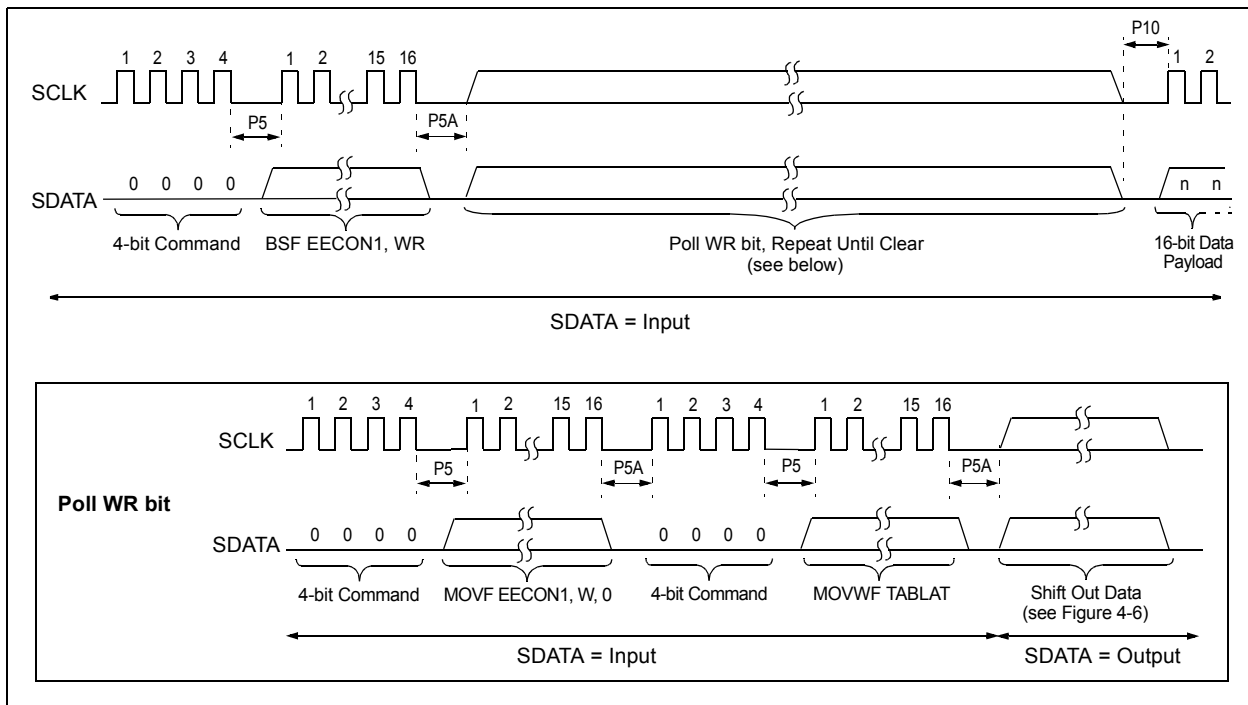 P10
1 2 3 4 1 2 15 16 1 2
SCLK
P5 P5A
0 0 0 0 n n
SDATA
4-bit Command BSF EECON1, WR Poll WR bit, Repeat Until Clear 16-bit Data
(see below) Payload
SDATA = Input
1 2 3 4 1 2 15 16 1 2 3 4 1 2 15 16
SCLK
P5 P5A P5 P5A
Poll WR bit
0 0 0 0 0 0 0 0
SDATA
4-bit Command MOVF EECON1, W, 0 4-bit Command MOVWF TABLAT Shift Out Data
(see Figure 4-6)
SDATA = Input SDATA = Output